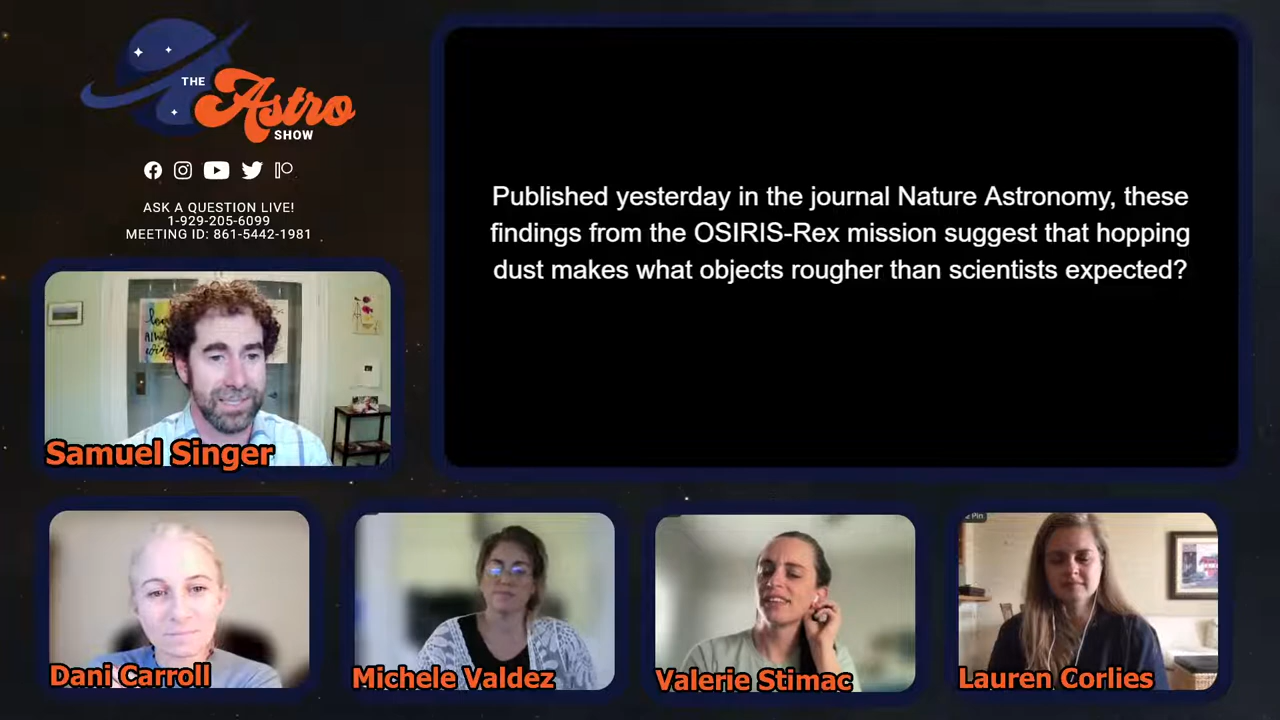 THE
Astro
SHOW
ASK A QUESTION LIVE!
1-929-205-6099
MEETING ID: 861-5442-1981
Published yesterday in the journal Nature Astronomy, these
findings from the OSIRIS-Rex mission suggest that hopping
dust makes what objects rougher than scientists expected?
Samuel Singer
Dani Carroll
Michele Valdez
Valerie Stimac
Pin
Lauren Corlies